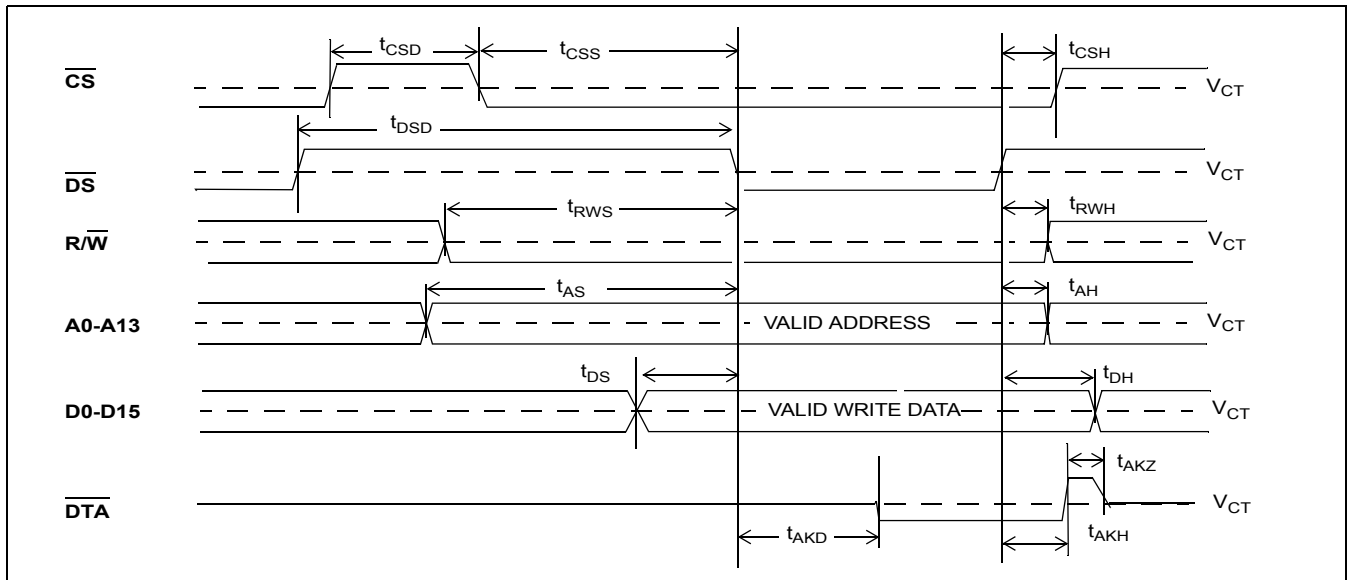 tCSD
tCSS
tCSH
CS
VCT
tDSD
DS
VCT
tRWS
tRWH
R/W
VCT
tAS
tAH
A0-A13
VALID ADDRESS
VCT
tDS
tDH
D0-D15
VALID WRITE DATA
VCT
tAKZ
DTA
VCT
tAKD
tAKH